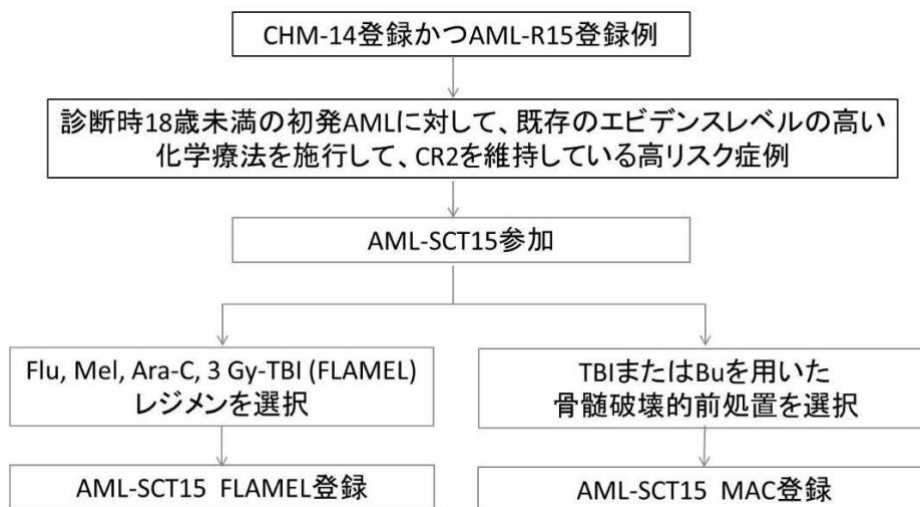 CHM-14登録かつAML-R15登録例
診断時18歳未満の初発AMLに対して、既存のエビデンスレベルの高い
化学療法を施行して、CR2を維持している高リスク症例
AML-SCT15参加
Flu, Mel, Ara-C, 3 Gy-TBI (FLAMEL)
レジメンを選択
TBIまたはBuを用いた
骨髄破壊的前処置を選択
AML-SCT15 FLAMEL登録
AML-SCT15 MAC登録